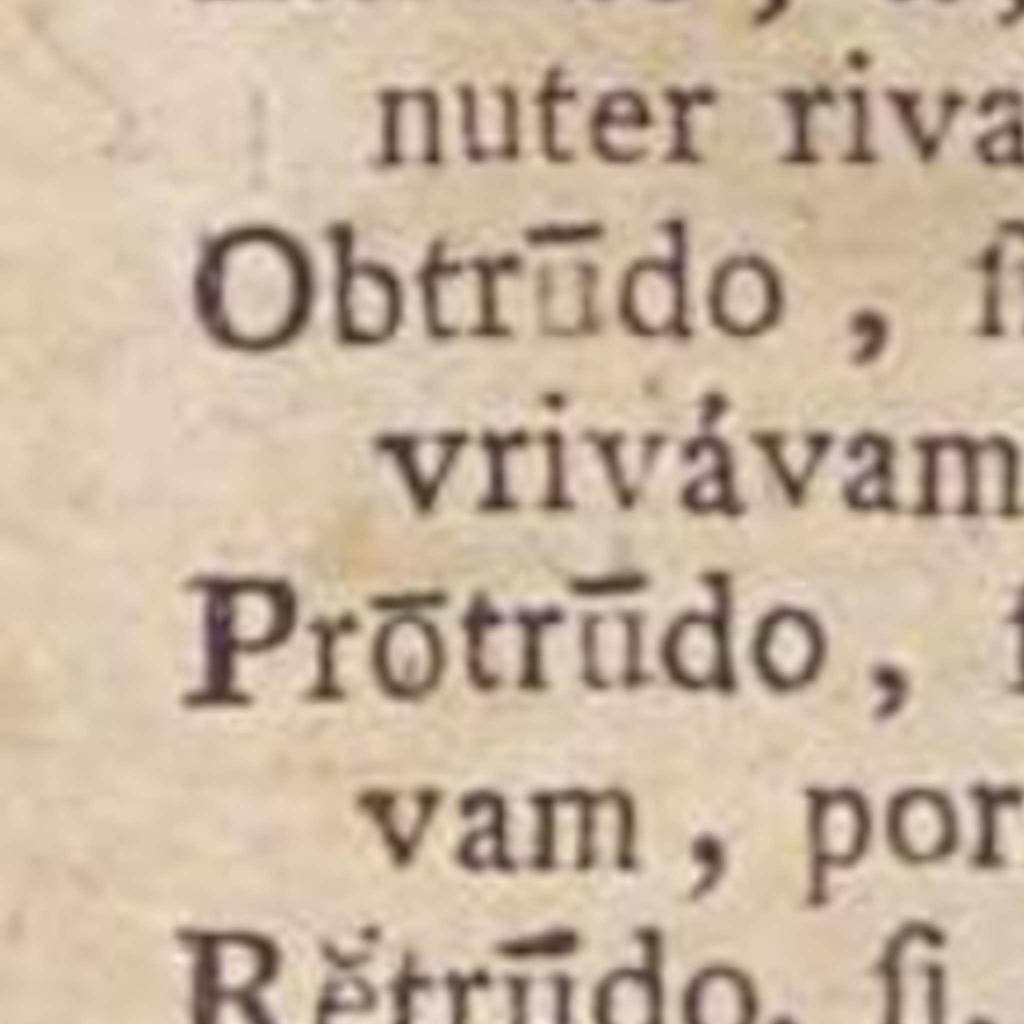 nuter riva
Obtrūdo, ſ
vrivávam
Prōtrūdo,
vam, por
Rĕtrūdo, ſi,